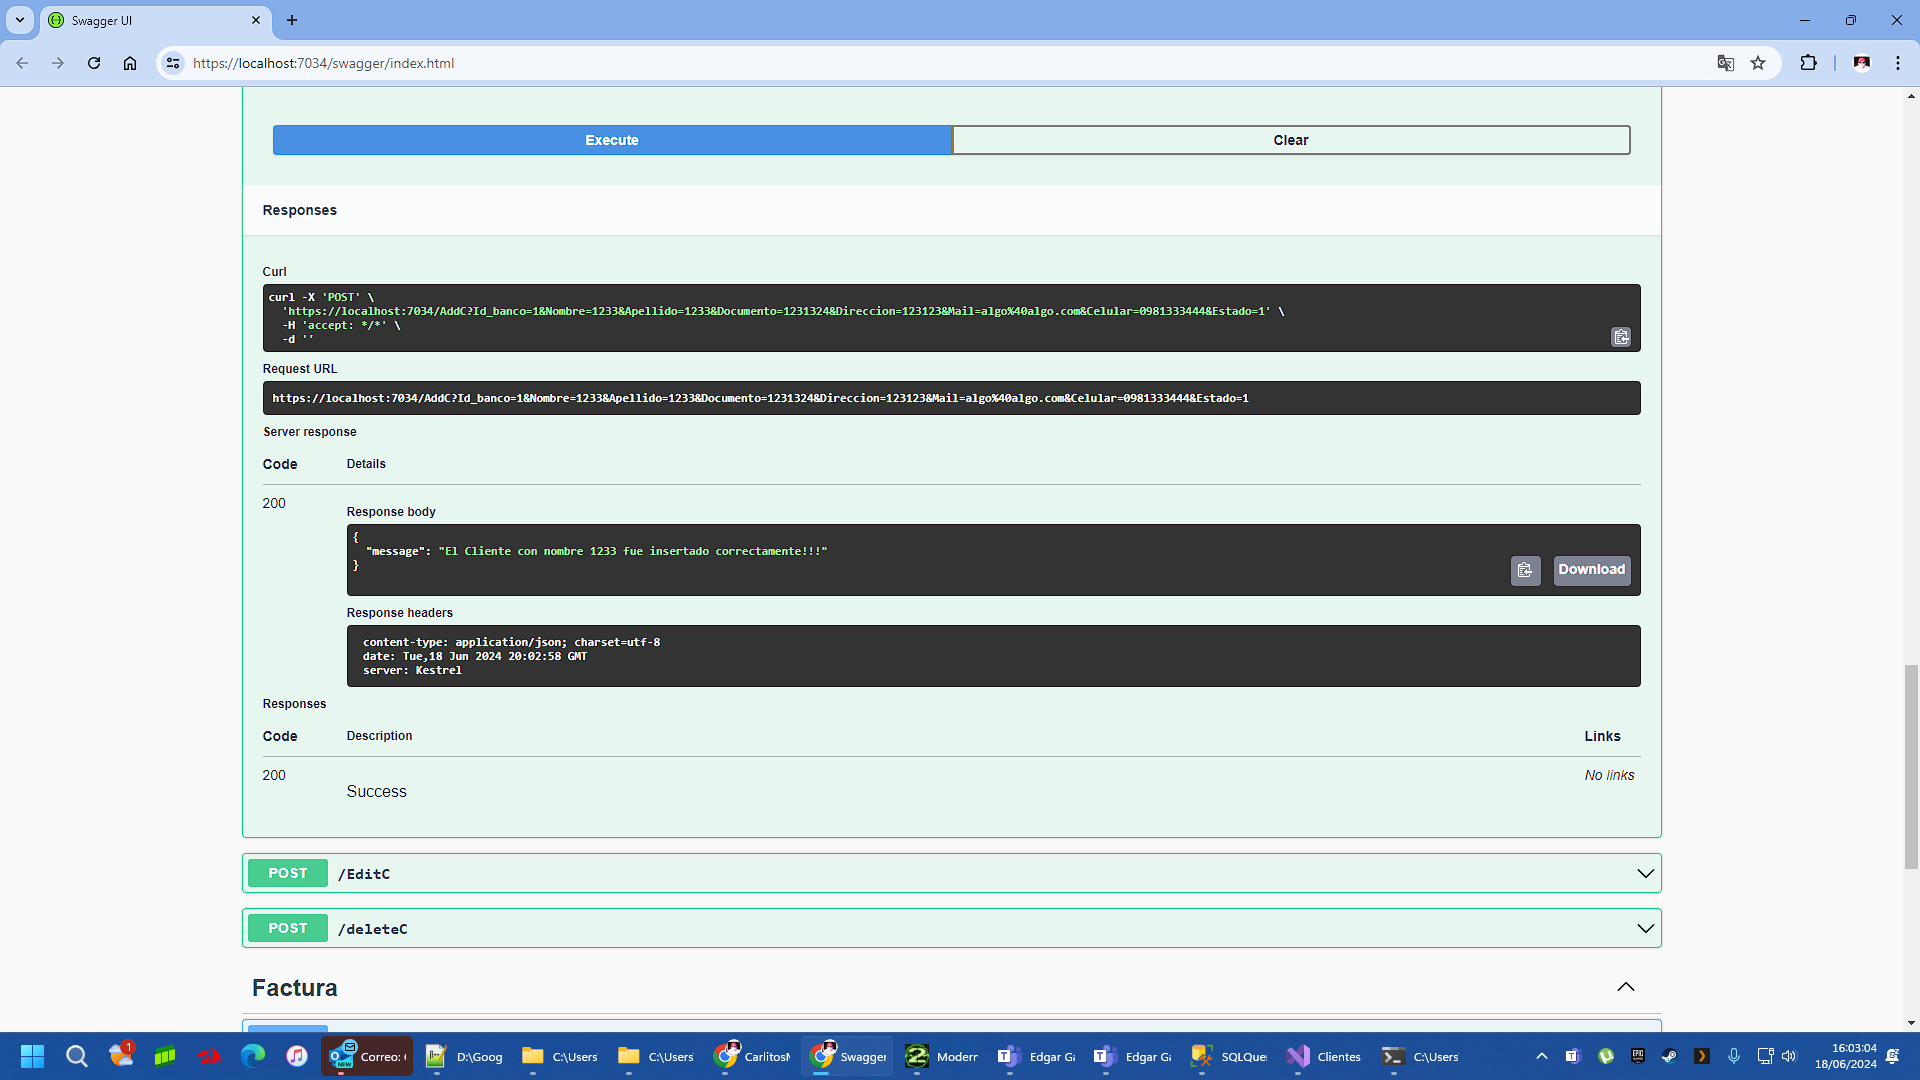 Swagger UI
https://localhost:7034/swagger/index.html
Execute
Clear
Responses
Curl
curl -X 'POST' \
'https://localhost:7034/AddC?Id_banco=1&Nombre=1233&Apellido=1233&Documento=1231324&Direccion=123123&Mail=algo%40algo.com&Celular=0981333444&Estado=1' \
-H 'accept: */*' \
-d ''
Request URL
https://localhost:7034/AddC?Id_banco=1&Nombre=1233&Apellido=1233&Documento=1231324&Direccion=123123&Mail=algo%40algo.com&Celular=0981333444&Estado=1
Server response
Code Details
200
Response body
{
"message": "El Cliente con nombre 1233 fue insertado correctamente!!!"
}
Download
Response headers
content-type: application/json; charset=utf-8
date: Tue,18 Jun 2024 20:02:58 GMT
server: Kestrel
Responses
Code Description Links
200 No links
Success
POST /EditC
POST /deleteC
Factura
1 NEW Correo: D:\Goog C:\Users C:\Users Carlitos Swagger Modern Edgar Ga Edgar Ga SQLQue Clientes C:\Users
16:03:04
18/06/2024